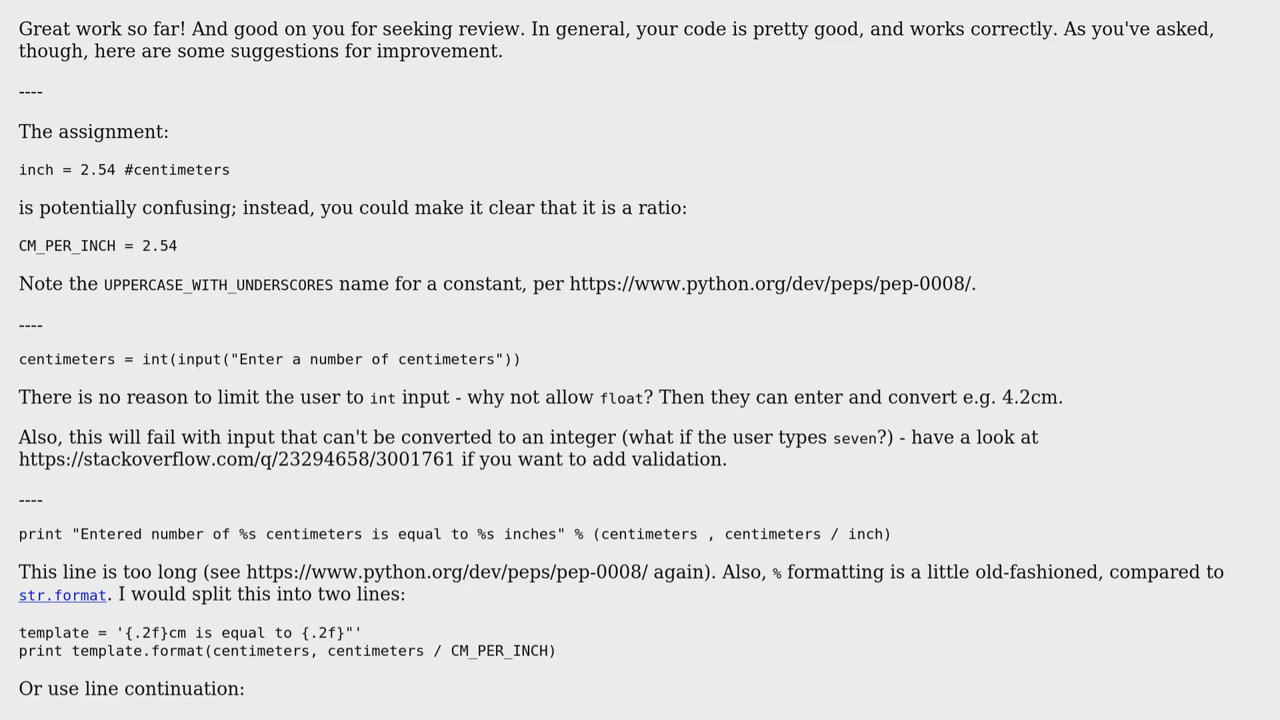 Great work so far! And good on you for seeking review. In general, your code is pretty good, and works correctly. As you've asked,
though, here are some suggestions for improvement.
----
The assignment:
inch = 2.54 #centimeters
is potentially confusing; instead, you could make it clear that it is a ratio:
CM_PER_INCH = 2.54
Note the UPPERCASE_WITH_UNDERSCORES name for a constant, per https://www.python.org/dev/peps/pep-0008/.
----
centimeters = int(input("Enter a number of centimeters"))
There is no reason to limit the user to int input - why not allow float? Then they can enter and convert e.g. 4.2cm.
Also, this will fail with input that can't be converted to an integer (what if the user types seven?) - have a look at
https://stackoverflow.com/q/23294658/3001761 if you want to add validation.
----
print "Entered number of %s centimeters is equal to %s inches" % (centimeters , centimeters / inch)
This line is too long (see https://www.python.org/dev/peps/pep-0008/ again). Also, % formatting is a little old-fashioned, compared to
str.format. I would split this into two lines:
template = '{.2f}cm is equal to {.2f}"'
print template.format(centimeters, centimeters / CM_PER_INCH)
Or use line continuation: